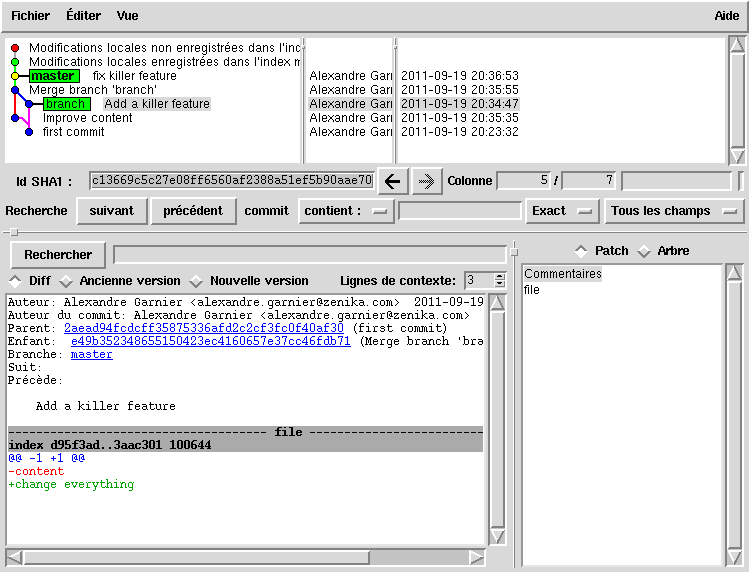 Fichier Éditer Vue Aide
Modifications locales non enregistrées dans l'inc
Modifications locales enregistrées dans l'index m
master fix killer feature Alexandre Garn 2011-09-19 20:36:53
Merge branch 'branch' Alexandre Garn 2011-09-19 20:35:55
branch Add a killer feature Alexandre Garn 2011-09-19 20:34:47
Improve content Alexandre Garn 2011-09-19 20:35:35
first commit Alexandre Garn 2011-09-19 20:23:32
Id SHA1 : c13669c5c27e08ff6560af2388a51ef5b90aae70 Colonne 5 / 7
Recherche suivant précédent commit contient : Exact Tous les champs
Rechercher
Patch Arbre
Diff Ancienne version Nouvelle version Lignes de contexte: 3
Commentaires
file
Auteur: Alexandre Garnier <alexandre.garnier@zenika.com> 2011-09-19
Auteur du commit: Alexandre Garnier <alexandre.garnier@zenika.com>
Parent: 2aead94fcdcff35875336afd2c2cf3fc0f40af30 (first commit)
Enfant: e49b352348655150423ec4160657e37cc46fdb71 (Merge branch 'bra
Branche: master
Suit:
Précède:
Add a killer feature
--------------------------------- file -------------------------
index d95f3ad..3aac301 100644
@@ -1 +1 @@
-content
+change everything